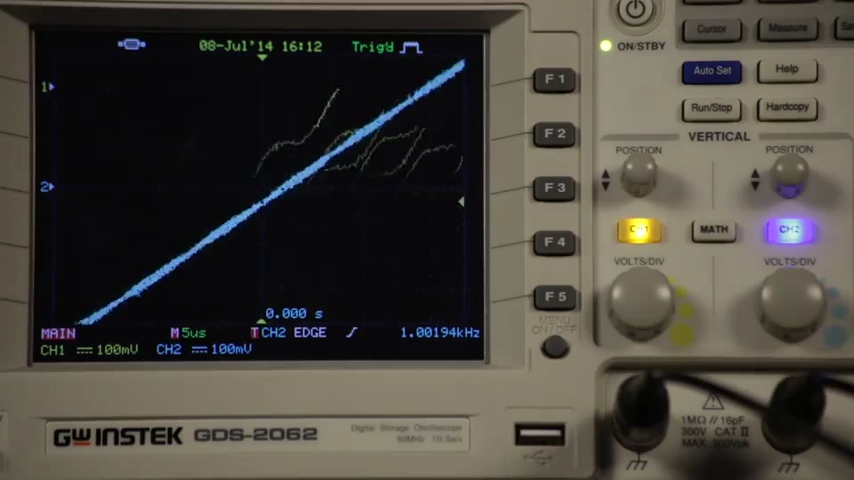 08-Jul'14 16:12 Trig'd
1
2
0.000 s
MAIN M 5us T CH2 EDGE 1.00194kHz
CH1 100mV CH2 100mV
GWINSTEK GDS-2062
Digital Storage Oscilloscope
60MHz 1G Sa/s
F 1
F 2
F 3
F 4
F 5
MENU
ON/OFF
ON/STBY
Cursor Measure
Auto Set Help
Run/Stop Hardcopy
VERTICAL
POSITION POSITION
CH1 MATH CH2
VOLTS/DIV VOLTS/DIV
1MΩ // 16pF
300V CAT II
MAX. 300Vpk